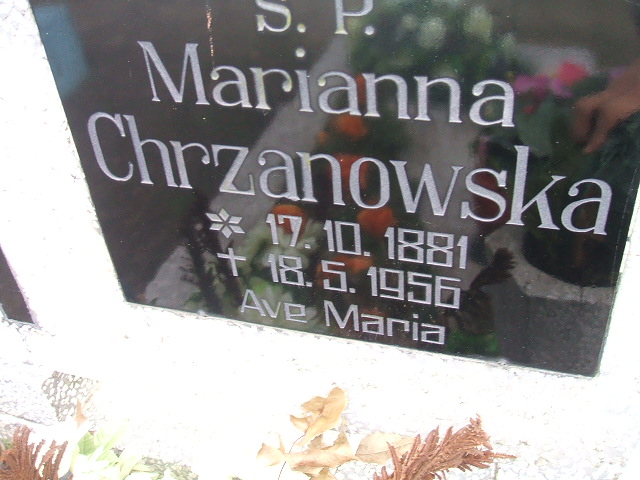 S. P.
Marianna
Chrzanowska
* 17. 10. 1881
† 18. 5. 1956
Ave Maria